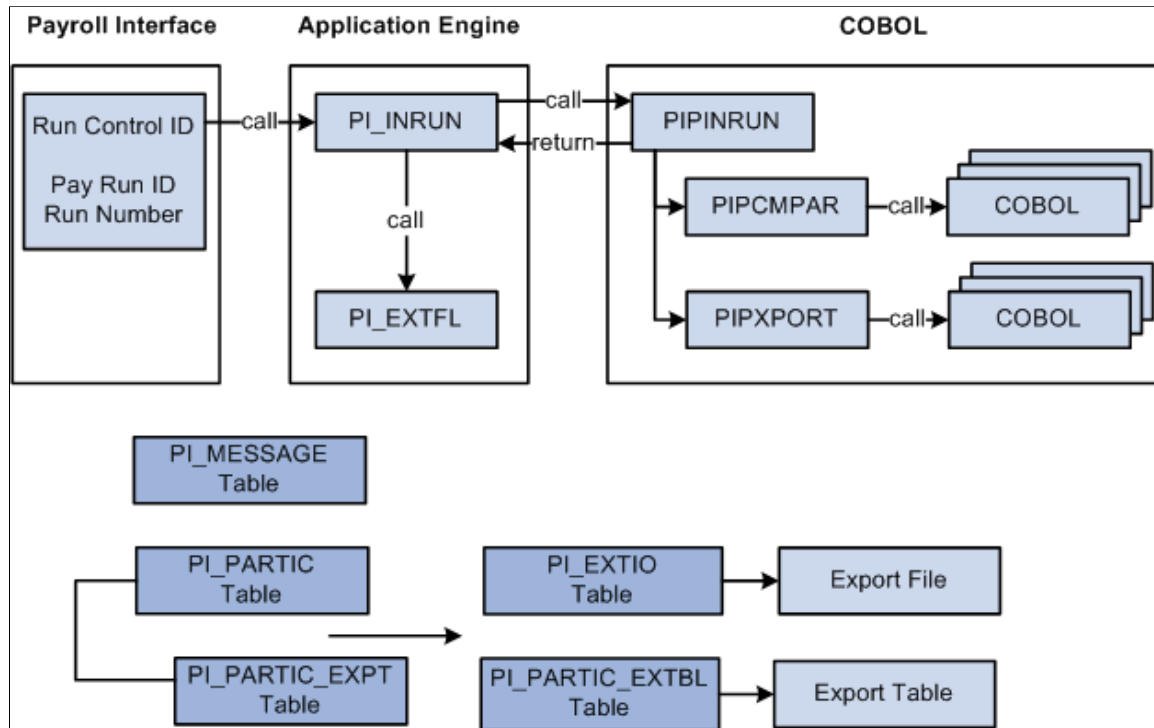 Payroll Interface
Application Engine
COBOL
Run Control ID
Pay Run ID
Run Number
call
PI_INRUN
call
return
PIPINRUN
call
PIPCMPAR
call
COBOL
PI_EXTFL
PIPXPORT
call
COBOL
PI_MESSAGE
Table
PI_PARTIC
Table
PI_EXTIO
Table
Export File
PI_PARTIC_EXPT
Table
PI_PARTIC_EXTBL
Table
Export Table